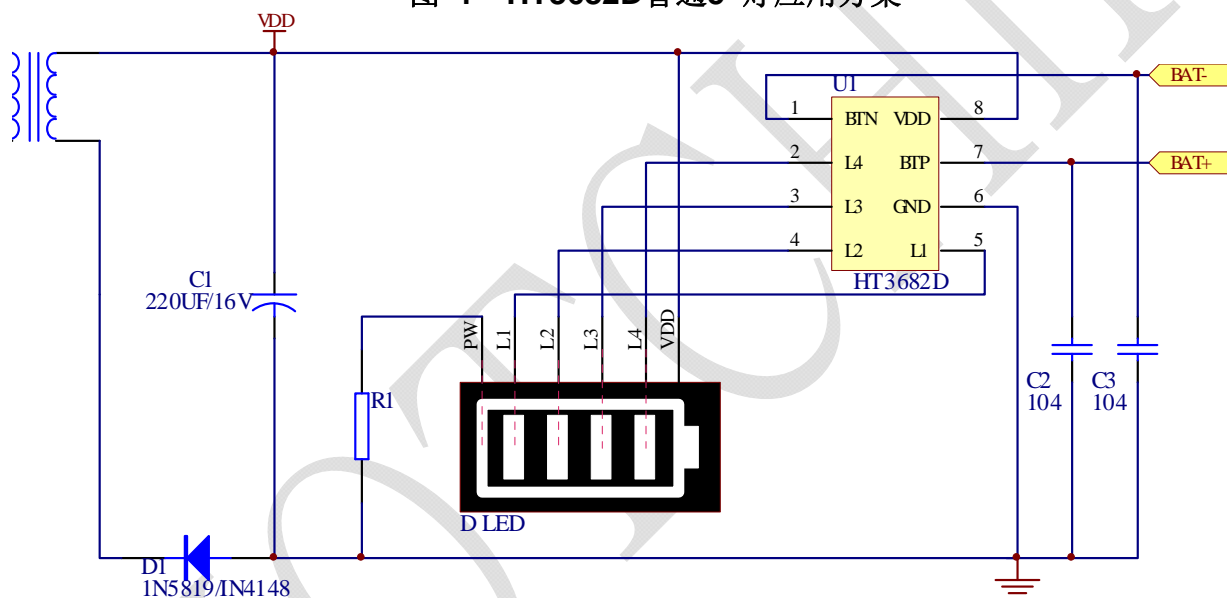 VDD
U1
BAT-
1 BTN VDD 8
2 L4 BTP 7
BAT+
3 L3 GND 6
4 L2 L1 5
HT3682D
C1
220UF/16V
PW
L1
L2
L3
L4
VDD
R1
C2
104
C3
104
D LED
D1
1N5819/IN4148